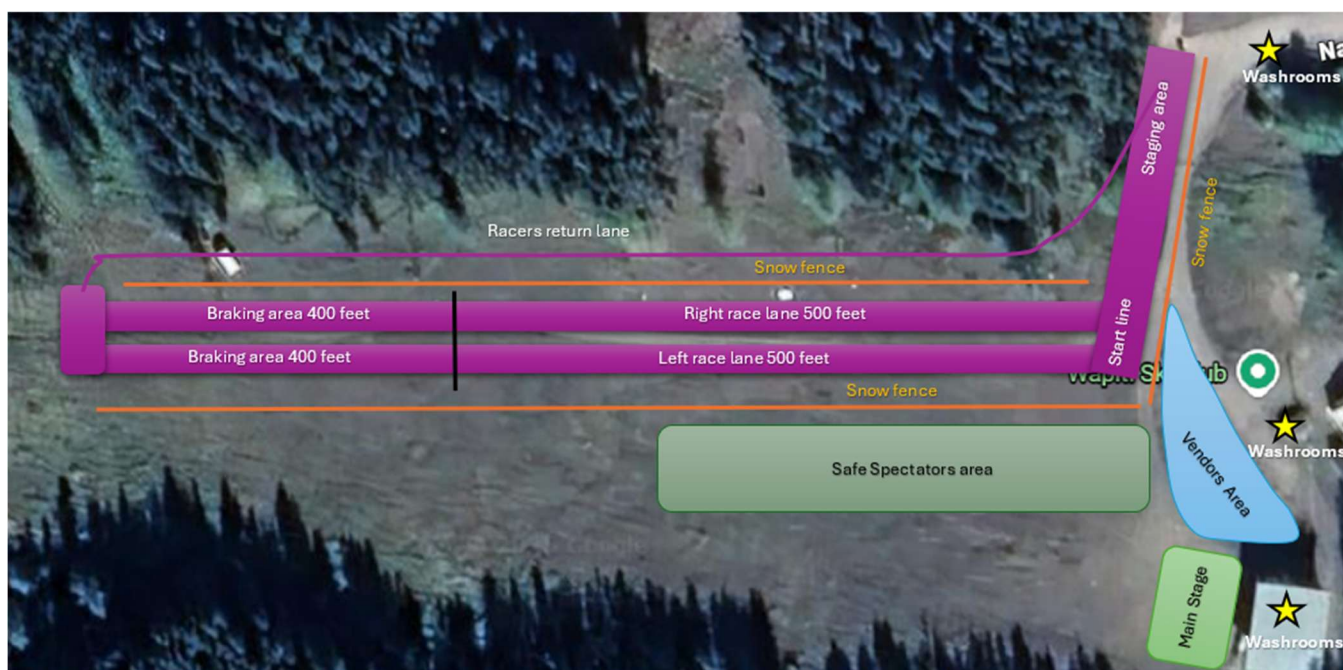 Na
Washrooms
Staging area
Snow fence
Racers return lane
Snow fence
Braking area 400 feet
Right race lane 500 feet
Start line
Braking area 400 feet
Left race lane 500 feet
Snow fence
Washrooms
Safe Spectators area
Vendors Area
Main Stage
Washrooms